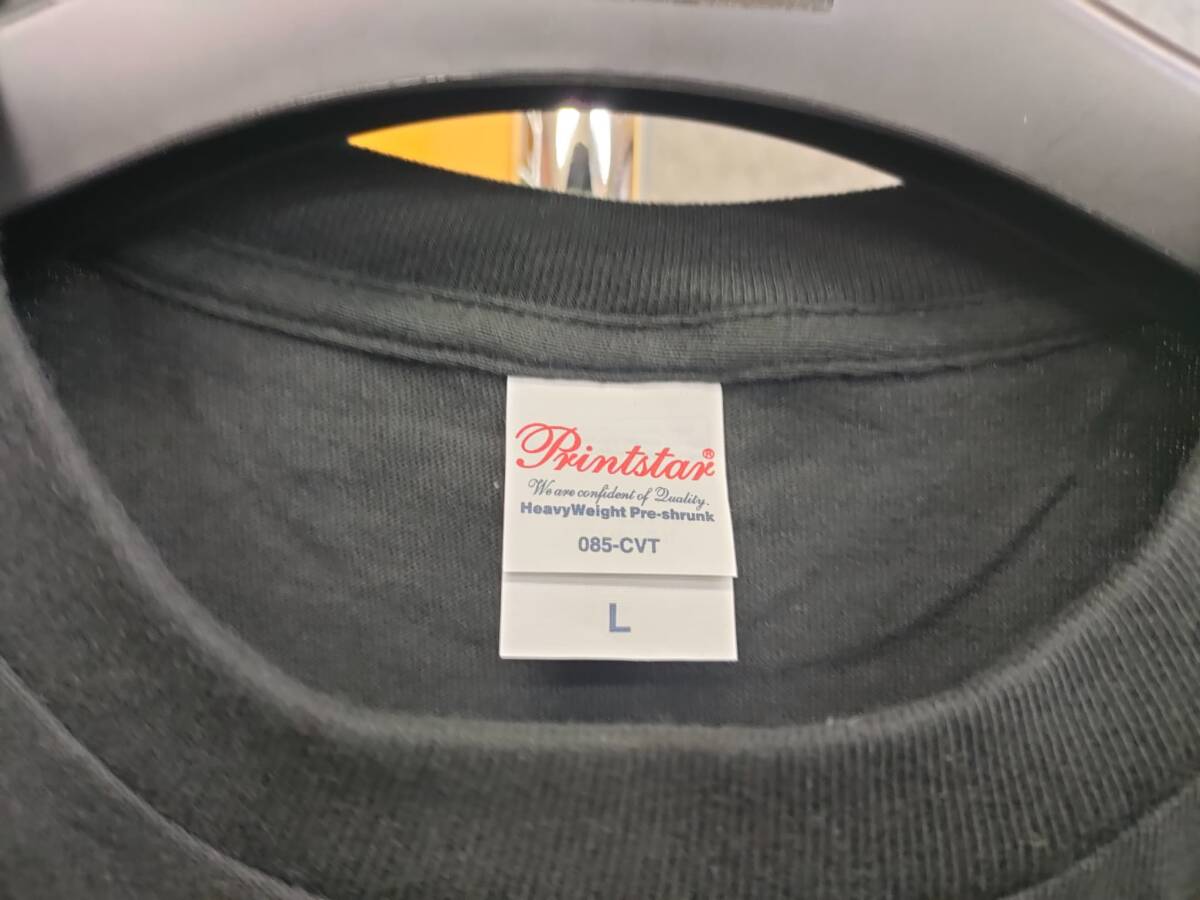 Printstar®
We are confident of Quality.
HeavyWeight Pre-shrunk
085-CVT
L